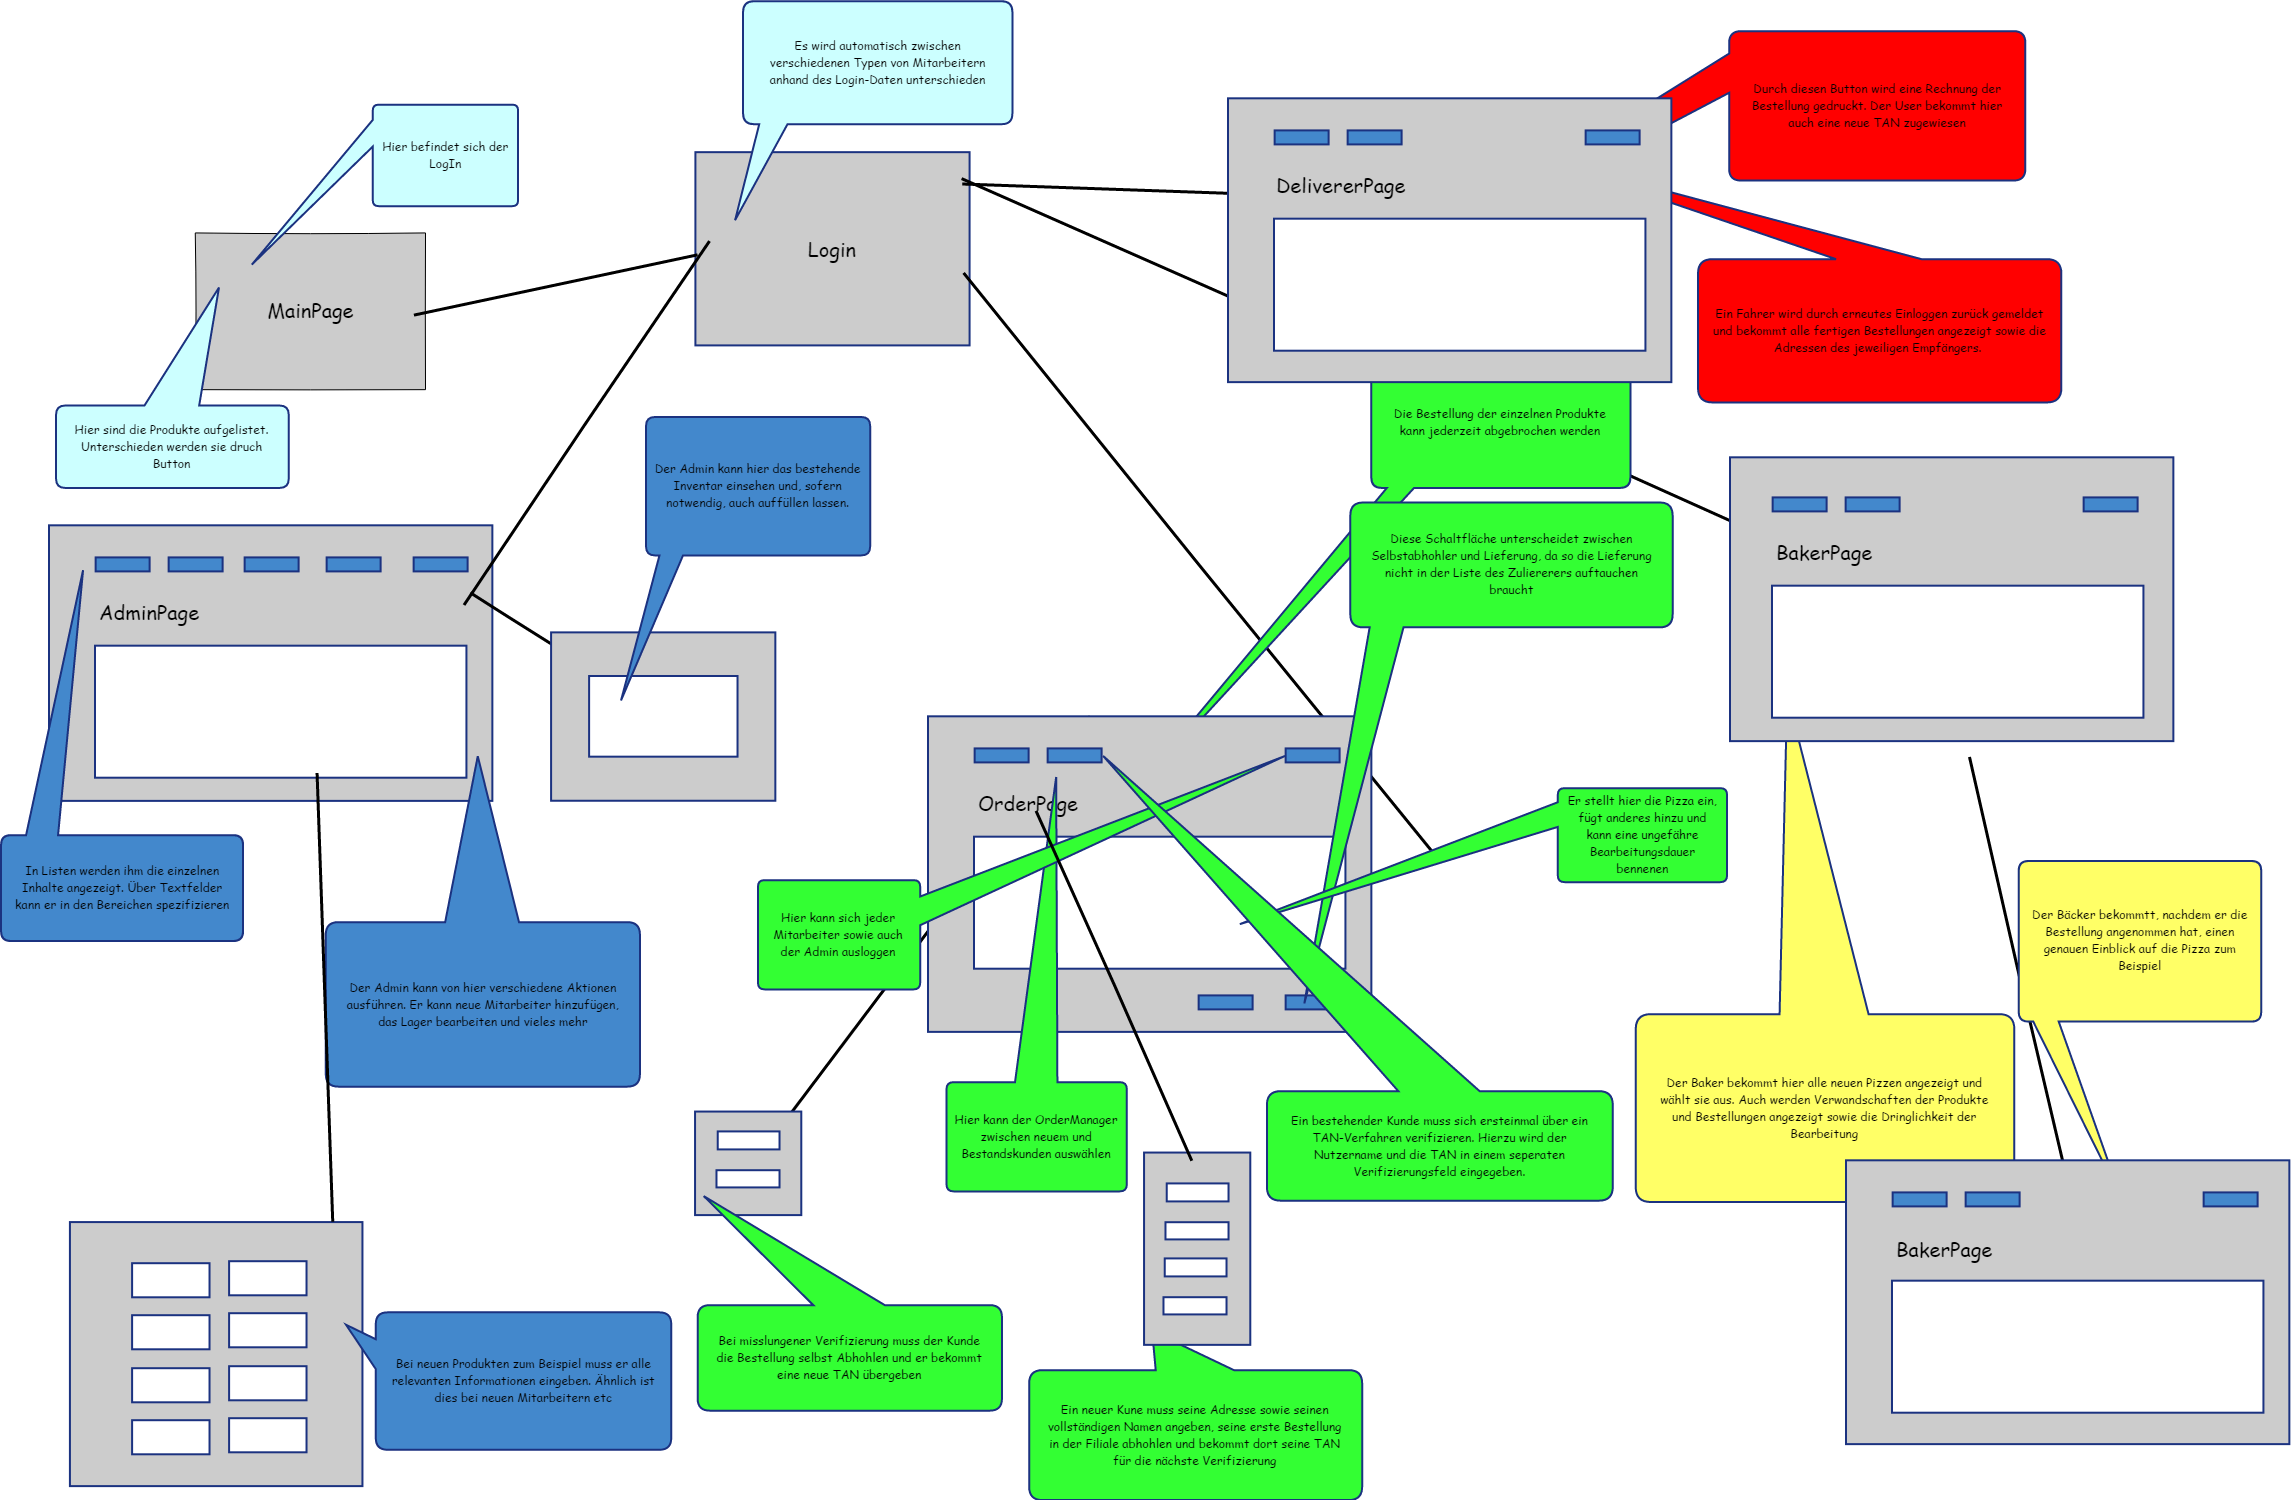 Es wird automatisch zwischen
verschiedenen Typen von Mitarbeitern
anhand des Login-Daten unterschieden
Durch diesen Button wird eine Rechnung der
Bestellung gedruckt. Der User bekommt hier
auch eine neue TAN zugewiesen
Hier befindet sich der
LogIn
DelivererPage
Login
MainPage
Ein Fahrer wird durch erneutes Einloggen zurück gemeldet
und bekommt alle fertigen Bestellungen angezeigt sowie die
Adressen des jeweiligen Empfängers.
Hier sind die Produkte aufgelistet.
Unterschieden werden sie druch
Button
Die Bestellung der einzelnen Produkte
kann jederzeit abgebrochen werden
Der Admin kann hier das bestehende
Inventar einsehen und, sofern
notwendig, auch auffüllen lassen.
Diese Schaltfläche unterscheidet zwischen
Selbstabhohler und Lieferung, da so die Lieferung
nicht in der Liste des Zuliererers auftauchen
braucht
BakerPage
AdminPage
OrderPage
Er stellt hier die Pizza ein,
fügt anderes hinzu und
kann eine ungefähre
Bearbeitungsdauer
bennenen
In Listen werden ihm die einzelnen
Inhalte angezeigt. Über Textfelder
kann er in den Bereichen spezifizieren
Hier kann sich jeder
Mitarbeiter sowie auch
der Admin ausloggen
Der Bäcker bekommtt, nachdem er die
Bestellung angenommen hat, einen
genauen Einblick auf die Pizza zum
Beispiel
Der Admin kann von hier verschiedene Aktionen
ausführen. Er kann neue Mitarbeiter hinzufügen,
das Lager bearbeiten und vieles mehr
Der Baker bekommt hier alle neuen Pizzen angezeigt und
wählt sie aus. Auch werden Verwandschaften der Produkte
und Bestellungen angezeigt sowie die Dringlichkeit der
Bearbeitung
Hier kann der OrderManager
zwischen neuem und
Bestandskunden auswählen
Ein bestehender Kunde muss sich ersteinmal über ein
TAN-Verfahren verifizieren. Hierzu wird der
Nutzername und die TAN in einem seperaten
Verifizierungsfeld eingegeben.
BakerPage
Bei misslungener Verifizierung muss der Kunde
die Bestellung selbst Abhohlen und er bekommt
eine neue TAN übergeben
Bei neuen Produkten zum Beispiel muss er alle
relevanten Informationen eingeben. Ähnlich ist
dies bei neuen Mitarbeitern etc
Ein neuer Kune muss seine Adresse sowie seinen
vollständigen Namen angeben, seine erste Bestellung
in der Filiale abhohlen und bekommt dort seine TAN
für die nächste Verifizierung